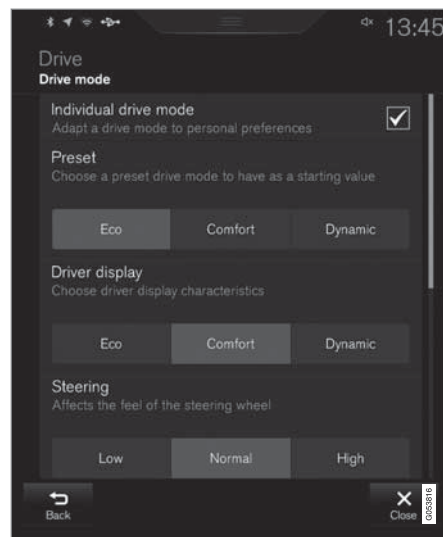 13:45
Drive
Drive mode
Individual drive mode
Adapt a drive mode to personal preferences
Preset
Choose a preset drive mode to have as a starting value
Eco Comfort Dynamic
Driver display
Choose driver display characteristics
Eco Comfort Dynamic
Steering
Affects the feel of the steering wheel
Low Normal High
Back Close
G053816